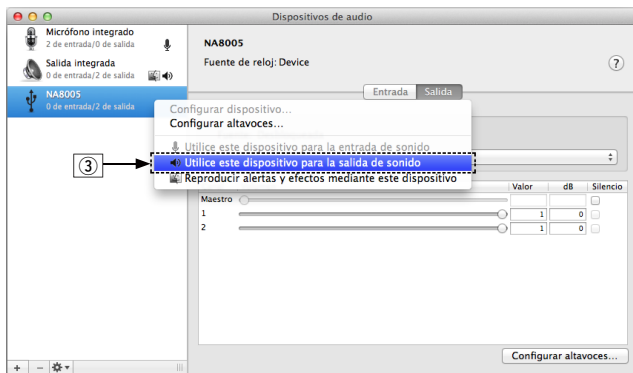 Dispositivos de audio
Micrófono integrado
2 de entrada/0 de salida
Salida integrada
0 de entrada/2 de salida
NA8005
0 de entrada/2 de salida
NA8005
Fuente de reloj: Device
?
Entrada Salida
Configurar dispositivo...
Configurar altavoces...
Utilice este dispositivo para la entrada de sonido
③ Utilice este dispositivo para la salida de sonido
Reproducir alertas y efectos mediante este dispositivo
Valor dB Silencio
Maestro
1 1 0
2 1 0
Configurar altavoces...
+ −